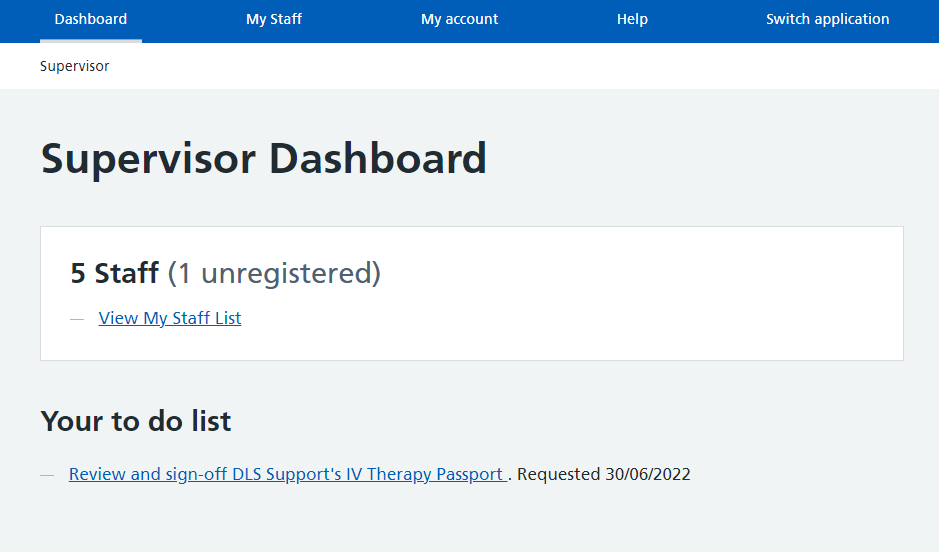 Dashboard My Staff My account Help Switch application
Supervisor
Supervisor Dashboard
5 Staff (1 unregistered)
— View My Staff List
Your to do list
— Review and sign-off DLS Support's IV Therapy Passport . Requested 30/06/2022